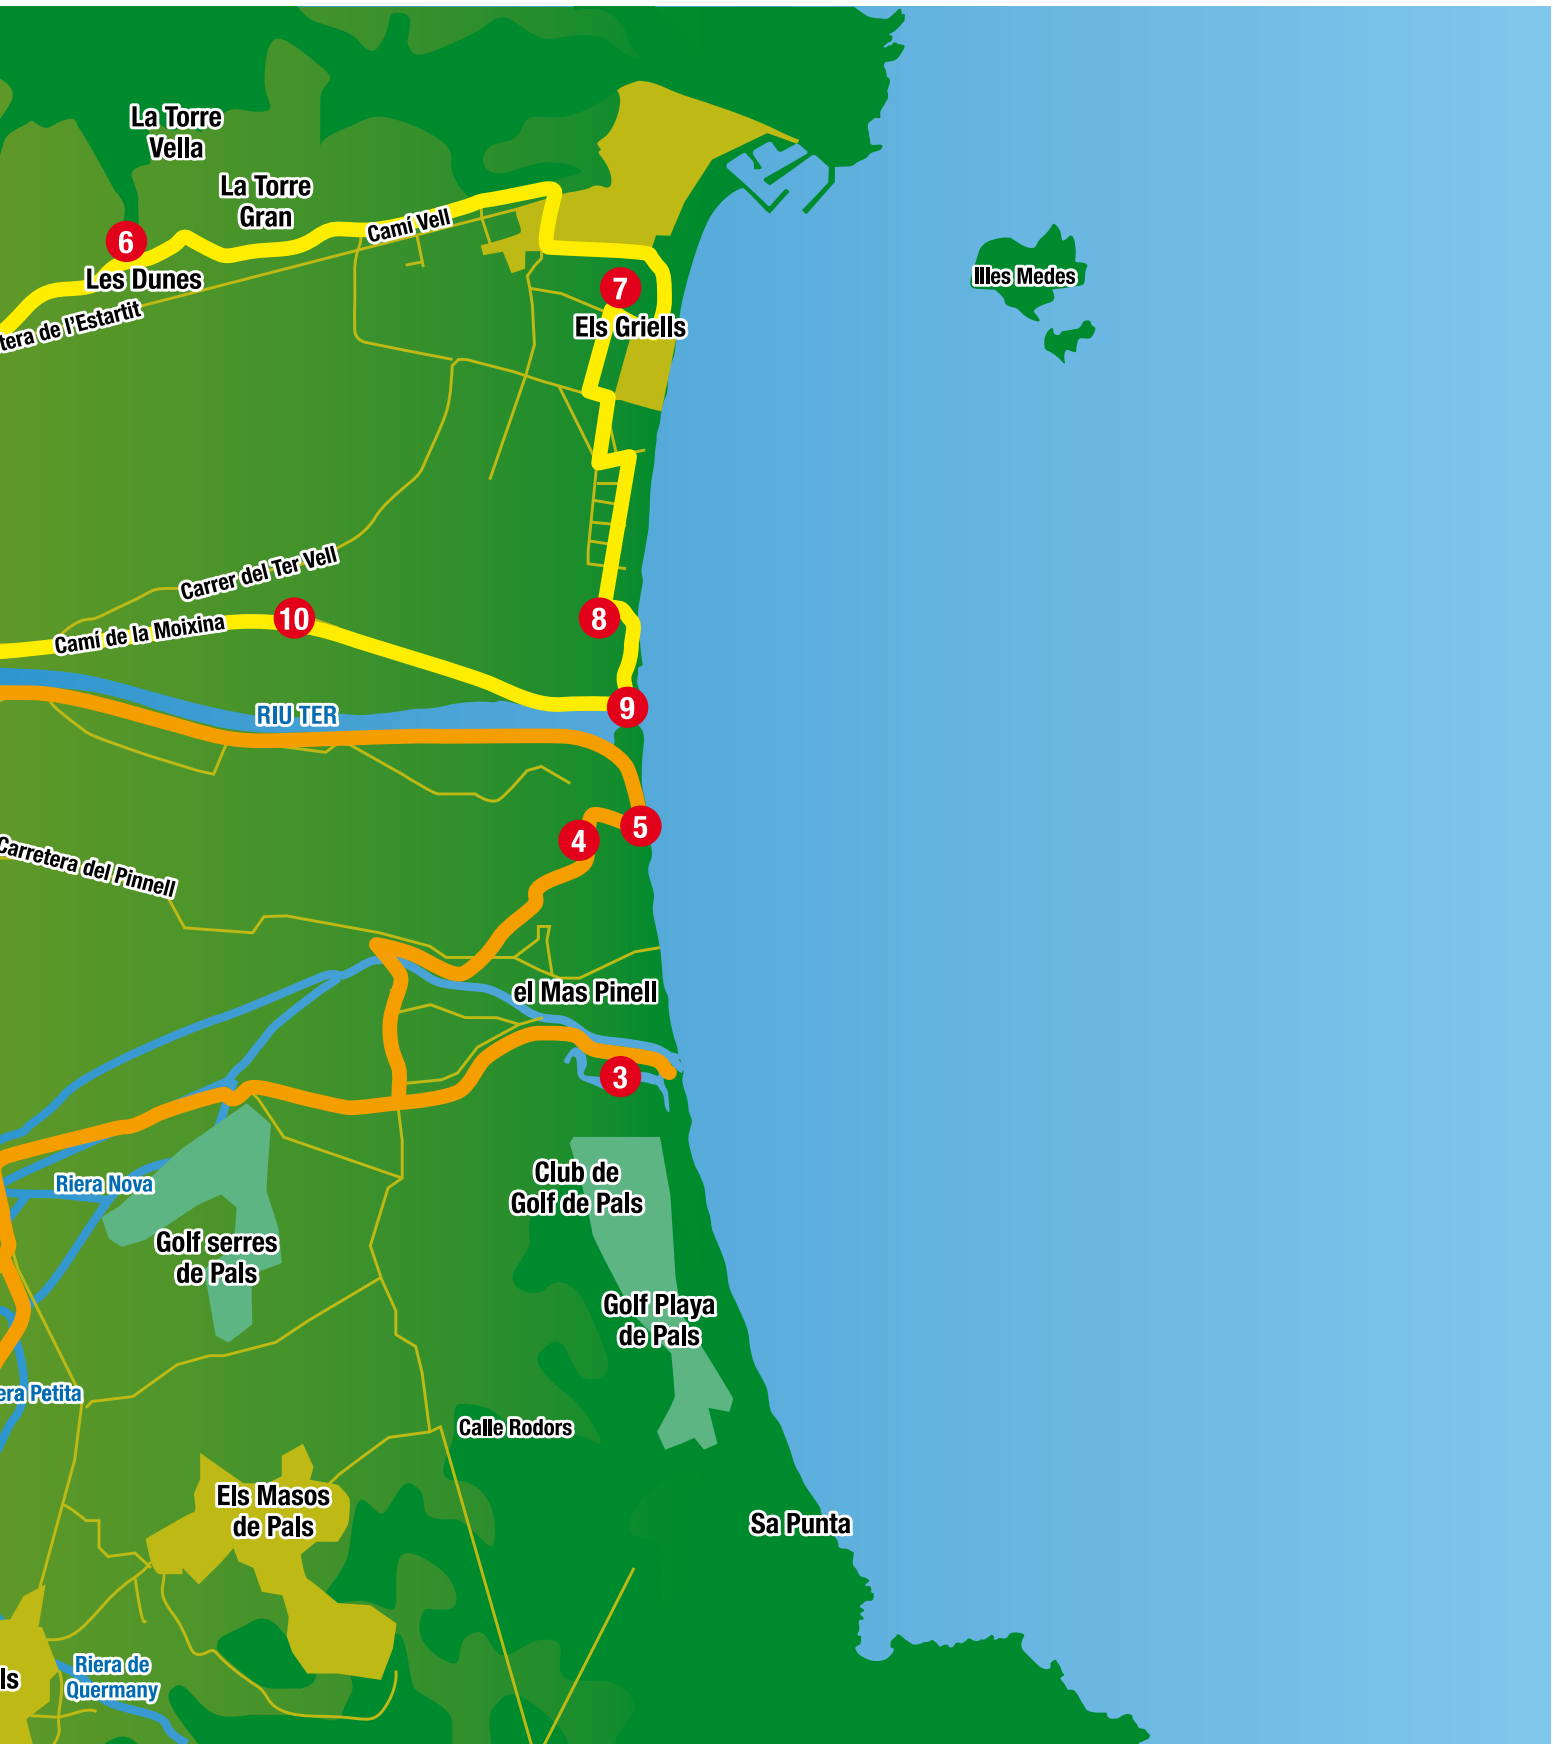 La Torre
Vella
La Torre
Gran
Camí Vell
6
Les Dunes
tera de l'Estartit
7
Els Griells
Illes Medes
Carrer del Ter Vell
10
Camí de la Moixina
8
RIU TER
9
5
4
Carretera del Pinnell
el Mas Pinell
3
Club de
Golf de Pals
Riera Nova
Golf serres
de Pals
Golf Playa
de Pals
era Petita
Calle Rodors
Els Masos
de Pals
Sa Punta
ls
Riera de
Quermany